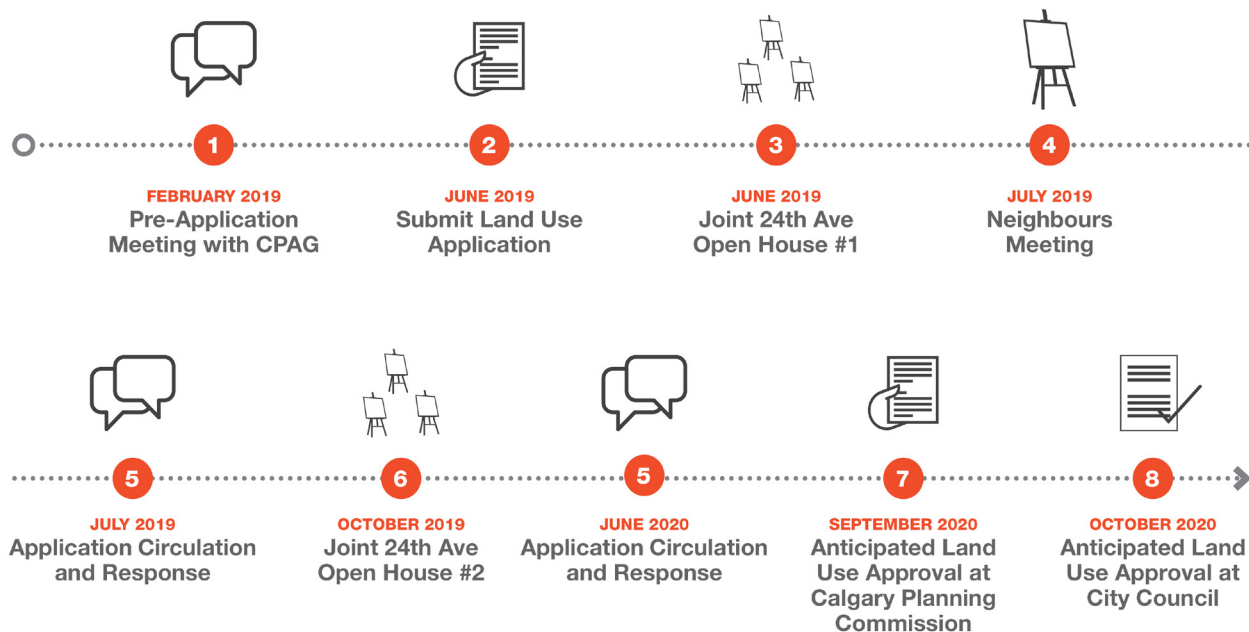 1
2
3
4
FEBRUARY 2019
Pre-Application
Meeting with CPAG
JUNE 2019
Submit Land Use
Application
JUNE 2019
Joint 24th Ave
Open House #1
JULY 2019
Neighbours
Meeting
5
6
5
7
8
JULY 2019
Application Circulation
and Response
OCTOBER 2019
Joint 24th Ave
Open House #2
JUNE 2020
Application Circulation
and Response
SEPTEMBER 2020
Anticipated Land
Use Approval at
Calgary Planning
Commission
OCTOBER 2020
Anticipated Land
Use Approval at
City Council